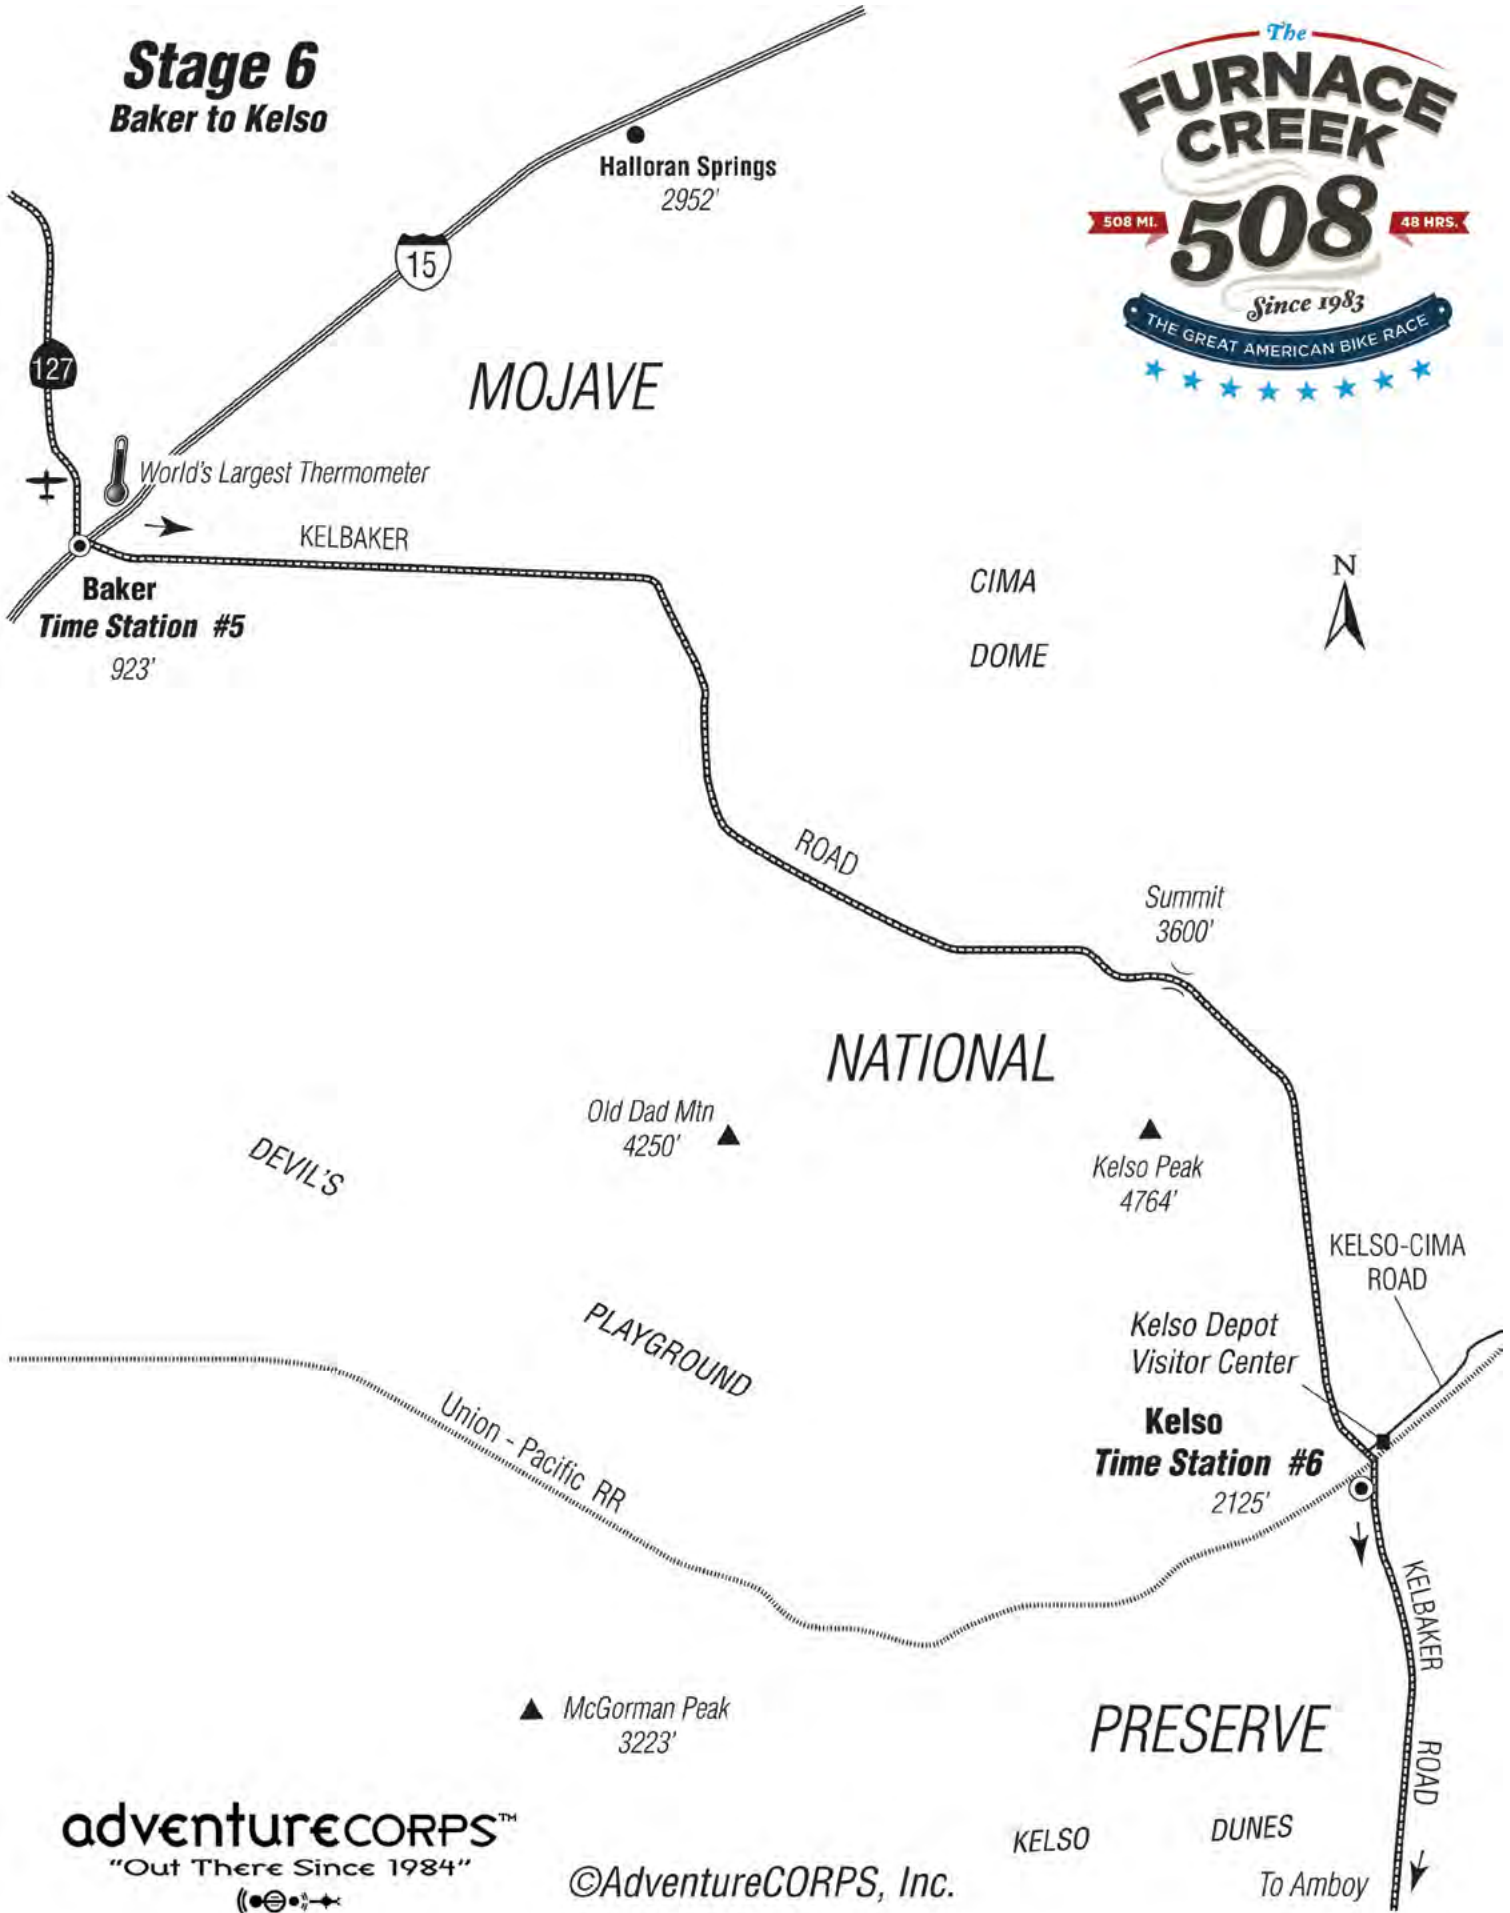 Stage 6
Baker to Kelso
The
FURNACE
CREEK
508 MI.
508
48 HRS.
Since 1983
THE GREAT AMERICAN BIKE RACE
Halloran Springs
2952'
15
127
MOJAVE
World's Largest Thermometer
KELBAKER
Baker
Time Station #5
923'
CIMA
DOME
N
ROAD
Summit
3600'
NATIONAL
Old Dad Mtn
4250'
Kelso Peak
4764'
DEVIL'S
PLAYGROUND
KELSO-CIMA
ROAD
Kelso Depot
Visitor Center
Kelso
Time Station #6
2125'
Union - Pacific RR
KELBAKER
ROAD
McGorman Peak
3223'
PRESERVE
KELSO
DUNES
To Amboy
adventureCORPS™
"Out There Since 1984"
©AdventureCORPS, Inc.